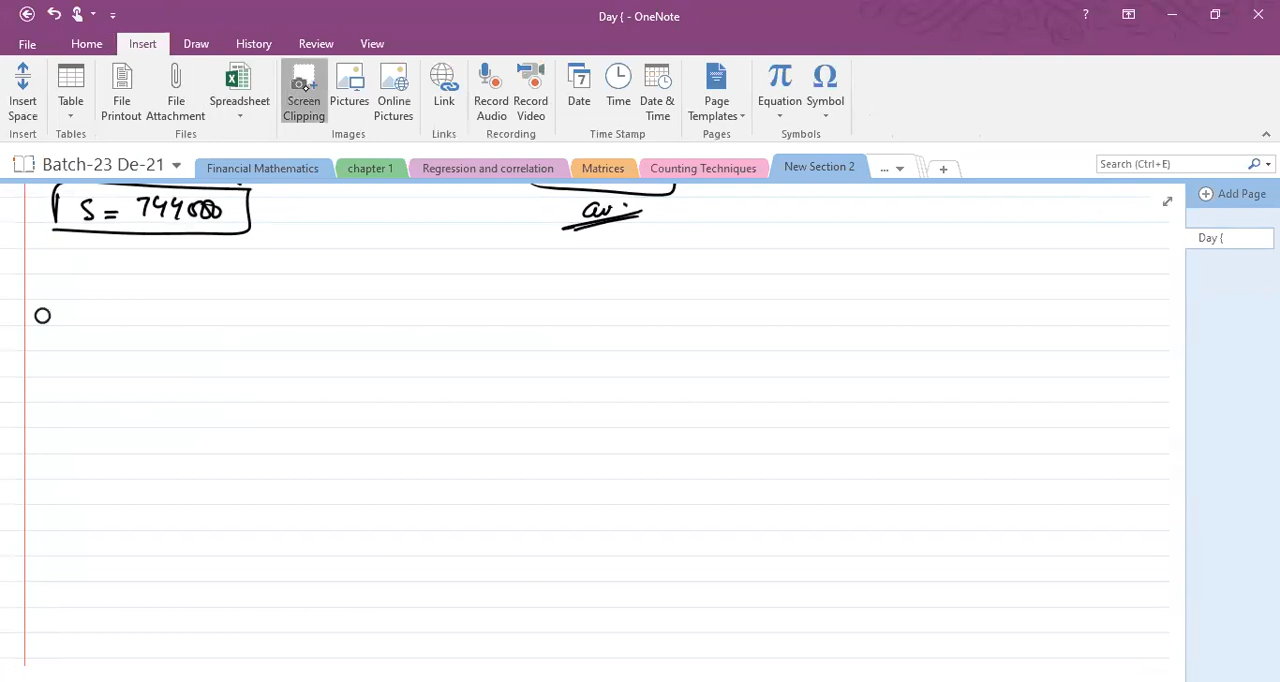 Day { - OneNote
?
File
Home
Insert
Draw
History
Review
View
Insert Space
Table
File Printout
File Attachment
Spreadsheet
Screen Clipping
Pictures
Online Pictures
Link
Record Audio
Record Video
Date
Time
Date & Time
Page Templates
π Equation
Ω Symbol
Insert
Tables
Files
Images
Links
Recording
Time Stamp
Pages
Symbols
Batch-23 De-21
Financial Mathematics
chapter 1
Regression and correlation
Matrices
Counting Techniques
New Section 2
...
Search (Ctrl+E)
Add Page
Day {
S = 744000